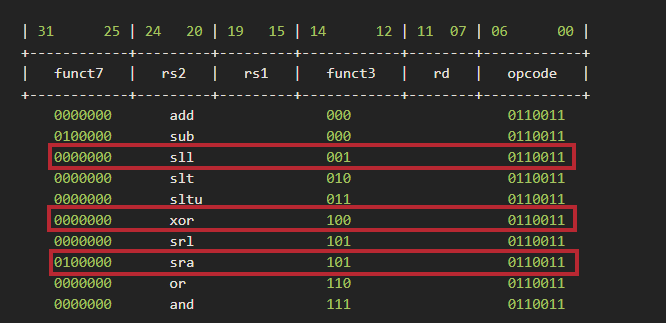 | 31 25 | 24 20 | 19 15 | 14 12 | 11 07 | 06 00 |
+------------+---------+---------+------------+--------+------------+
| funct7 | rs2 | rs1 | funct3 | rd | opcode |
+------------+---------+---------+------------+--------+------------+
0000000 add 000 0110011
0100000 sub 000 0110011
0000000 sll 001 0110011
0000000 slt 010 0110011
0000000 sltu 011 0110011
0000000 xor 100 0110011
0000000 srl 101 0110011
0100000 sra 101 0110011
0000000 or 110 0110011
0000000 and 111 0110011